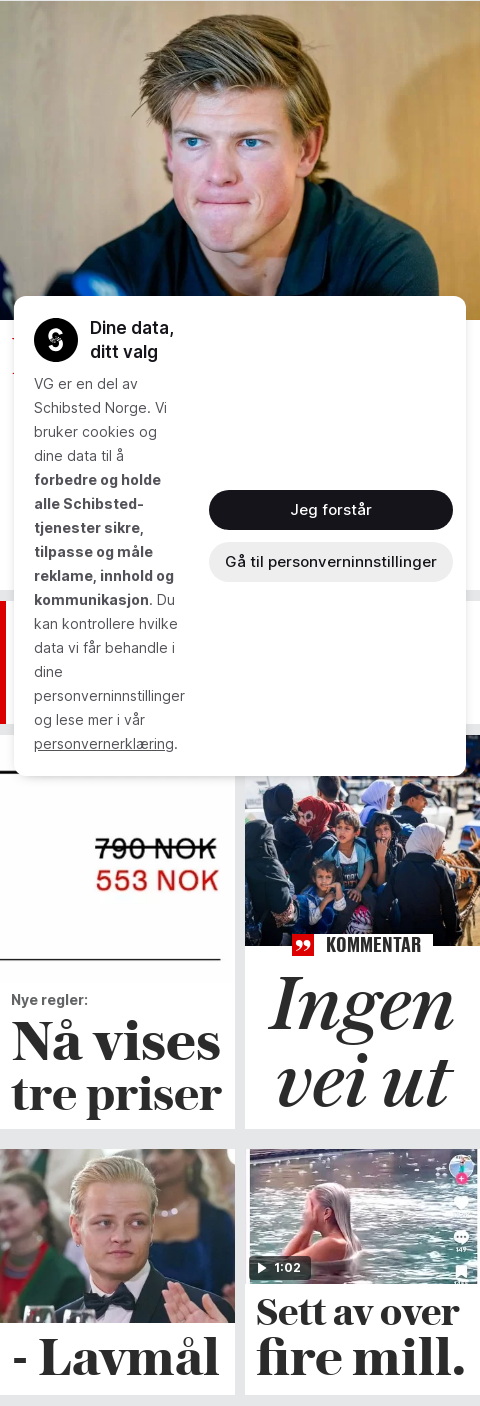 Dine data,
ditt valg
VG er en del av
Schibsted Norge. Vi
bruker cookies og
dine data til å
forbedre og holde
alle Schibsted-
tjenester sikre,
tilpasse og måle
reklame, innhold og
kommunikasjon. Du
kan kontrollere hvilke
data vi får behandle i
dine
personverninnstillinger
og lese mer i vår
personvernerklæring.
Jeg forstår
Gå til personverninnstillinger
790 NOK
553 NOK
Nye regler:
Nå vises
tre priser
KOMMENTAR
Ingen
vei ut
- Lavmål
149
1:02
Sett av over
fire mill.